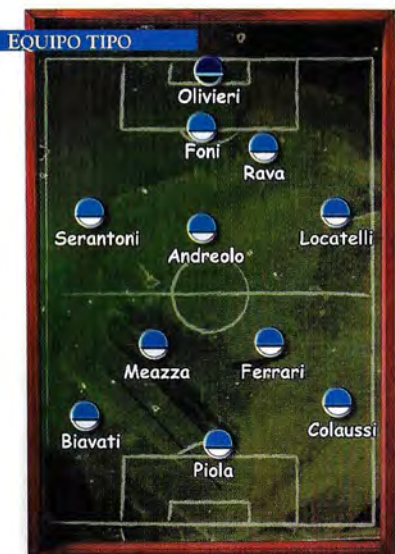 EQUIPO TIPO
Olivieri
Foni
Rava
Serantoni
Andreolo
Locatelli
Meazza
Ferrari
Biavati
Colaussi
Piola